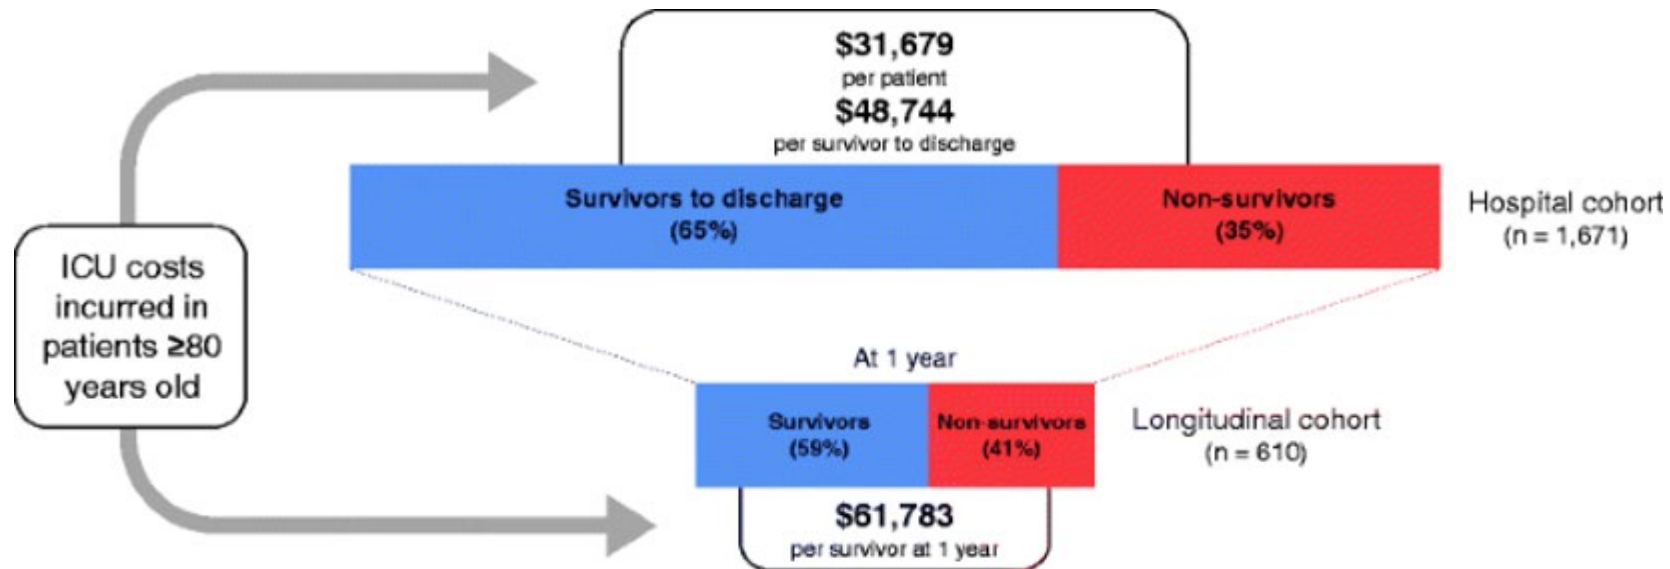 $31,679
per patient
$48,744
per survivor to discharge
Survivors to discharge
(65%)
Non-survivors
(35%)
Hospital cohort
(n = 1,671)
ICU costs
incurred in
patients ≥80
years old
At 1 year
Survivors
(59%)
Non-survivors
(41%)
Longitudinal cohort
(n = 610)
$61,783
per survivor at 1 year